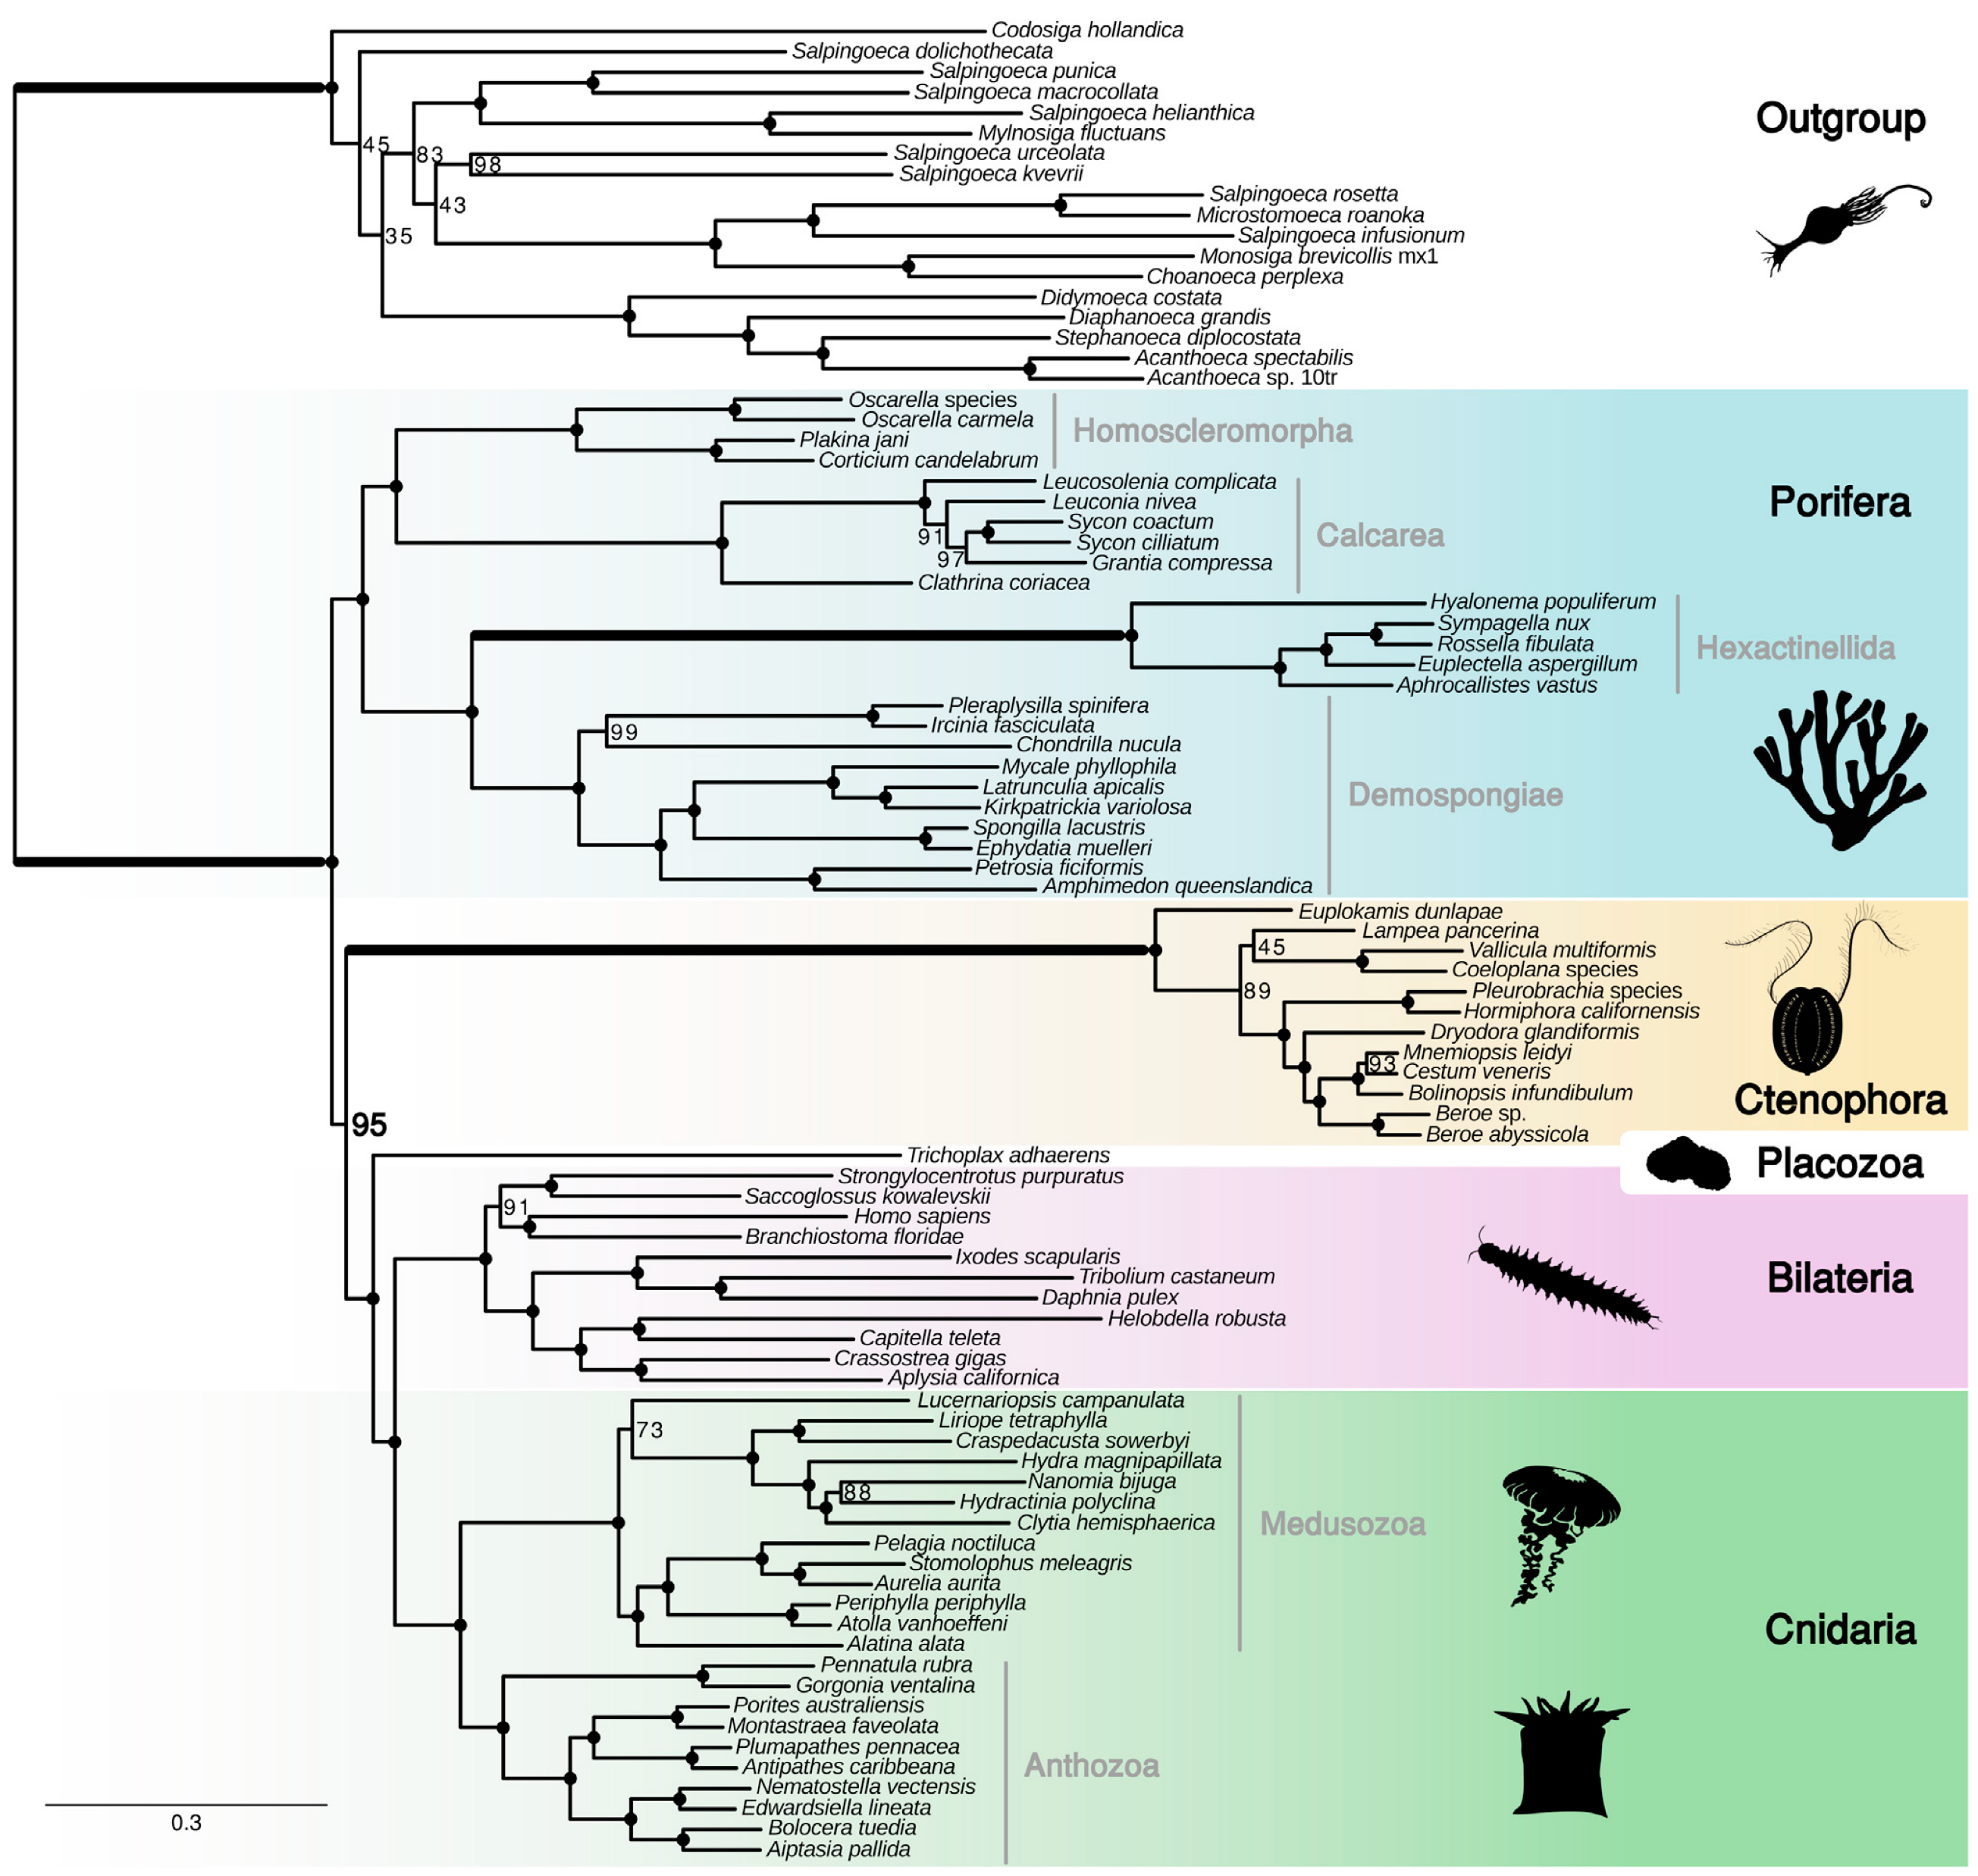 Codosiga hollandica
Salpingoeca dolichothecata
Salpingoeca punica
Salpingoeca macrocollata
Salpingoeca helianthica
Mylnosiga fluctuans
45
83
Salpingoeca urceolata
98
Salpingoeca kvevrii
Outgroup
Salpingoeca rosetta
43
Microstomoeca roanoka
35
Salpingoeca infusionum
Monosiga brevicollis mx1
Choanoeca perplexa
Didymoeca costata
Diaphanoeca grandis
Stephanoeca diplocostata
Acanthoeca spectabilis
Acanthoeca sp. 10tr
Oscarella species
Oscarella carmela
Homoscleromorpha
Plakina jani
Corticium candelabrum
Leucosolenia complicata
Leuconia nivea
Porifera
Sycon coactum
91
Calcarea
Sycon cilliatum
97
Grantia compressa
Clathrina coriacea
Hyalonema populiferum
Sympagella nux
Rossella fibulata
Hexactinellida
Euplectella aspergillum
Aphrocallistes vastus
Pleraplysilla spinifera
Ircinia fasciculata
99
Chondrilla nucula
Mycale phyllophila
Latrunculia apicalis
Demospongiae
Kirkpatrickia variolosa
Spongilla lacustris
Ephydatia muelleri
Petrosia ficiformis
Amphimedon queenslandica
Euplokamis dunlapae
Lampea pancerina
45
Vallicula multiformis
Coeloplana species
89
Pleurobrachia species
Hormiphora californensis
Dryodora glandiformis
Mnemiopsis leidyi
93
Cestum veneris
Bolinopsis infundibulum
Ctenophora
Beroe sp.
95
Beroe abyssicola
Trichoplax adhaerens
Placozoa
Strongylocentrotus purpuratus
Saccoglossus kowalevskii
91
Homo sapiens
Branchiostoma floridae
Ixodes scapularis
Tribolium castaneum
Bilateria
Daphnia pulex
Helobdella robusta
Capitella teleta
Crassostrea gigas
Aplysia californica
Lucernariopsis campanulata
Liriope tetraphylla
73
Craspedacusta sowerbyi
Hydra magnipapillata
Nanomia bijuga
88
Hydractinia polyclina
Clytia hemisphaerica
Medusozoa
Pelagia noctiluca
Stomolophus meleagris
Aurelia aurita
Periphylla periphylla
Atolla vanhoeffeni
Cnidaria
Alatina alata
Pennatula rubra
Gorgonia ventalina
Porites australiensis
Montastraea faveolata
Plumapathes pennacea
Antipathes caribbeana
Anthozoa
Nematostella vectensis
Edwardsiella lineata
0.3
Bolocera tuedia
Aiptasia pallida